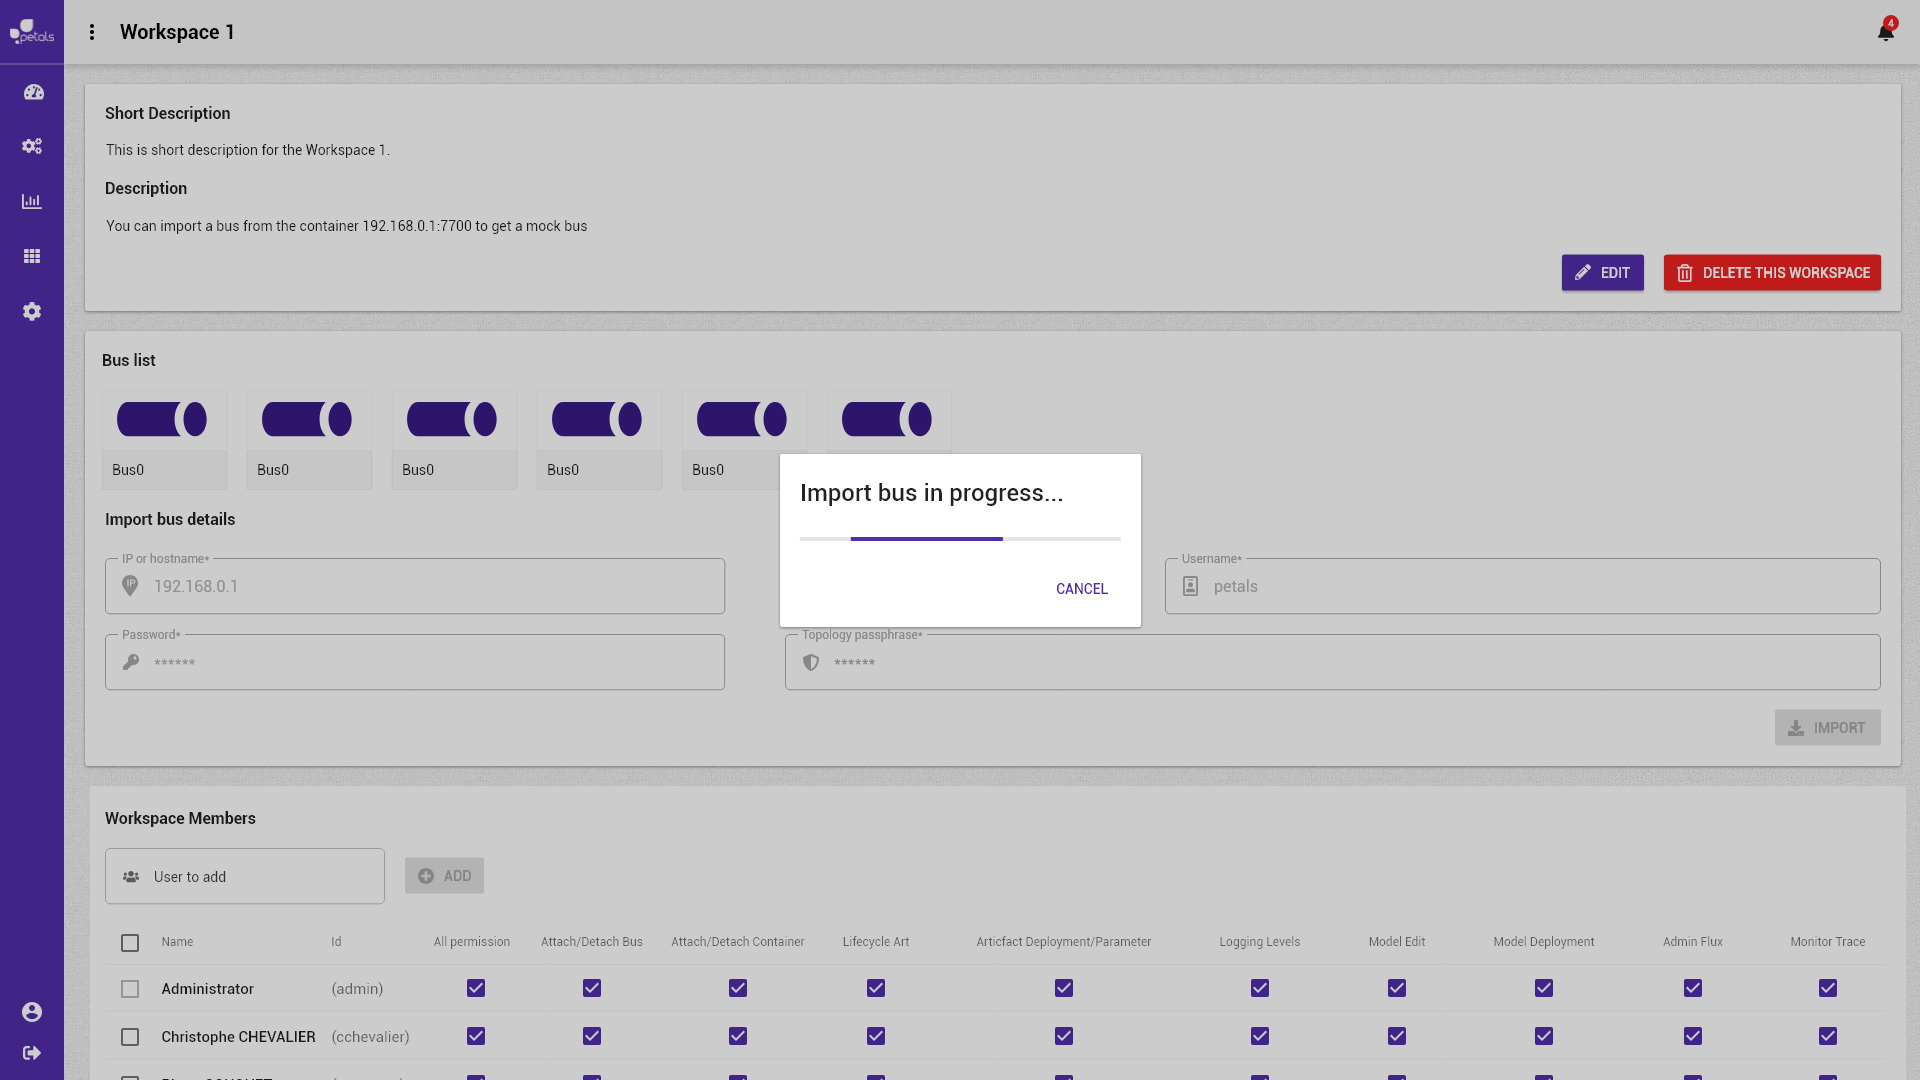 petals
Workspace 1
4
Short Description
This is short description for the Workspace 1.
Description
You can import a bus from the container 192.168.0.1:7700 to get a mock bus
EDIT
DELETE THIS WORKSPACE
Bus list
Bus0
Bus0
Bus0
Bus0
Bus0
Import bus in progress...
CANCEL
Import bus details
IP or hostname*
IP
192.168.0.1
Username*
petals
Password*
******
Topology passphrase*
******
IMPORT
Workspace Members
User to add
ADD
Name Id All permission Attach/Detach Bus Attach/Detach Container Lifecycle Art Articfact Deployment/Parameter Logging Levels Model Edit Model Deployment Admin Flux Monitor Trace
Administrator (admin)
Christophe CHEVALIER (cchevalier)